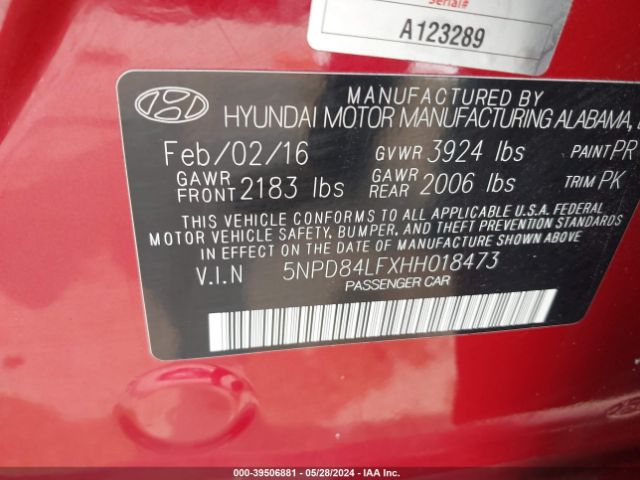 Serial#
A123289
MANUFACTURED BY
HYUNDAI MOTOR MANUFACTURING ALABAMA,
Feb/02/16 GVWR 3924 lbs PAINT PR
GAWR FRONT 2183 lbs GAWR REAR 2006 lbs TRIM PK
THIS VEHICLE CONFORMS TO ALL APPLICABLE U.S.A. FEDERAL
MOTOR VEHICLE SAFETY, BUMPER, AND THEFT PREVENTION
STANDARDS IN EFFECT ON THE DATE OF MANUFACTURE SHOWN ABOVE
V.I.N 5NPD84LFXHH018473
PASSENGER CAR
000-39506881 - 05/28/2024 - IAA Inc.